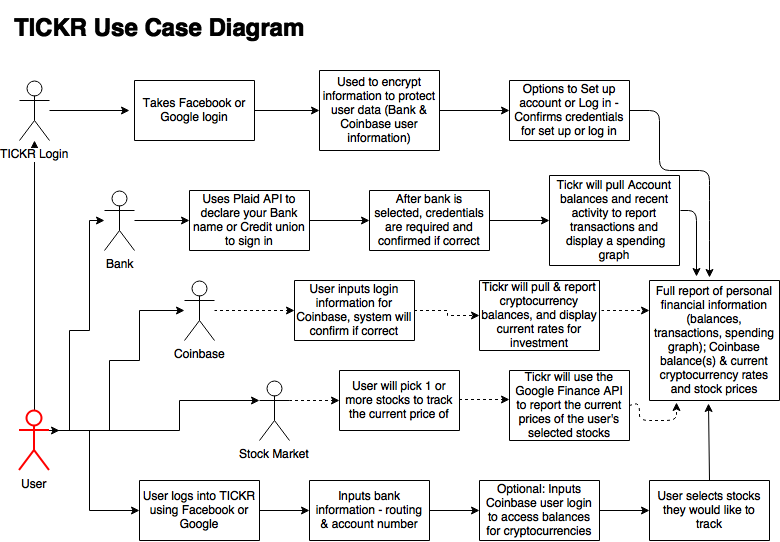 TICKR Use Case Diagram
TICKR Login
Takes Facebook or
Google login
Used to encrypt
information to protect
user data (Bank &
Coinbase user
information)
Options to Set up
account or Log in -
Confirms credentials
for set up or log in
Bank
Uses Plaid API to
declare your Bank
name or Credit union
to sign in
After bank is
selected, credentials
are required and
confirmed if correct
Tickr will pull Account
balances and recent
activity to report
transactions and
display a spending
graph
Coinbase
User inputs login
information for
Coinbase, system will
confirm if correct
Tickr will pull & report
cryptocurrency
balances, and display
current rates for
investment
Full report of personal
financial information
(balances,
transactions, spending
graph); Coinbase
balance(s) & current
cryptocurrency rates
and stock prices
Stock Market
User will pick 1 or
more stocks to track
the current price of
Tickr will use the
Google Finance API
to report the current
prices of the user's
selected stocks
User
User logs into TICKR
using Facebook or
Google
Inputs bank
information - routing
& account number
Optional: Inputs
Coinbase user login
to access balances
for cryptocurrencies
User selects stocks
they would like to
track